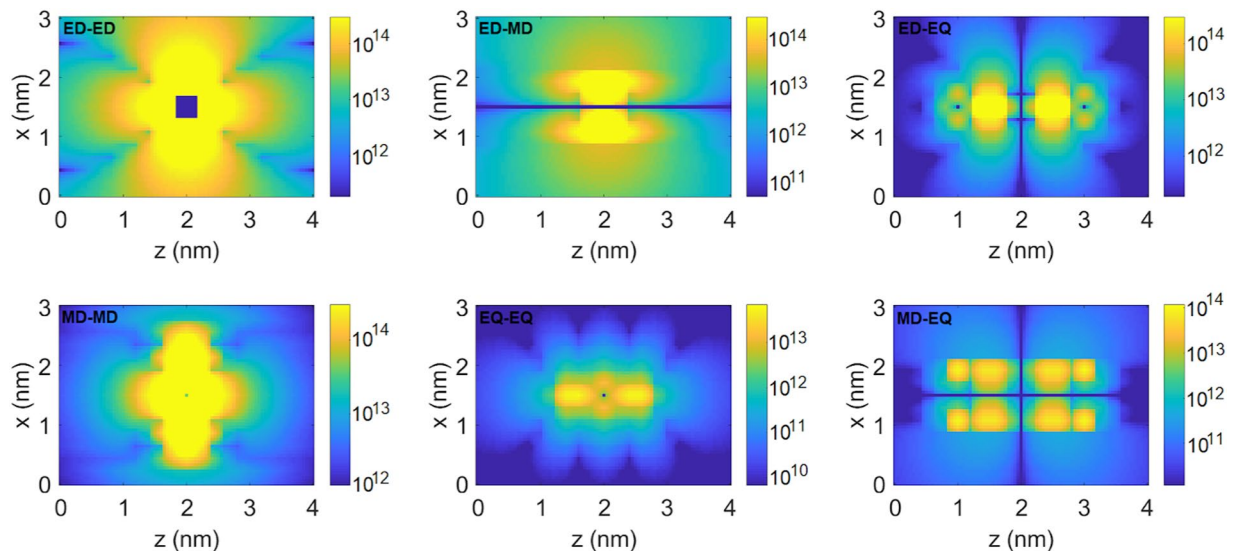 ED-ED
x (nm)
3
2
1
0
0 1 2 3 4
z (nm)
10^14
10^13
10^12
ED-MD
x (nm)
3
2
1
0
0 1 2 3 4
z (nm)
10^14
10^13
10^12
10^11
ED-EQ
x (nm)
3
2
1
0
0 1 2 3 4
z (nm)
10^14
10^13
10^12
MD-MD
x (nm)
3
2
1
0
0 1 2 3 4
z (nm)
10^14
10^13
10^12
EQ-EQ
x (nm)
3
2
1
0
0 1 2 3 4
z (nm)
10^13
10^12
10^11
10^10
MD-EQ
x (nm)
3
2
1
0
0 1 2 3 4
z (nm)
10^14
10^13
10^12
10^11